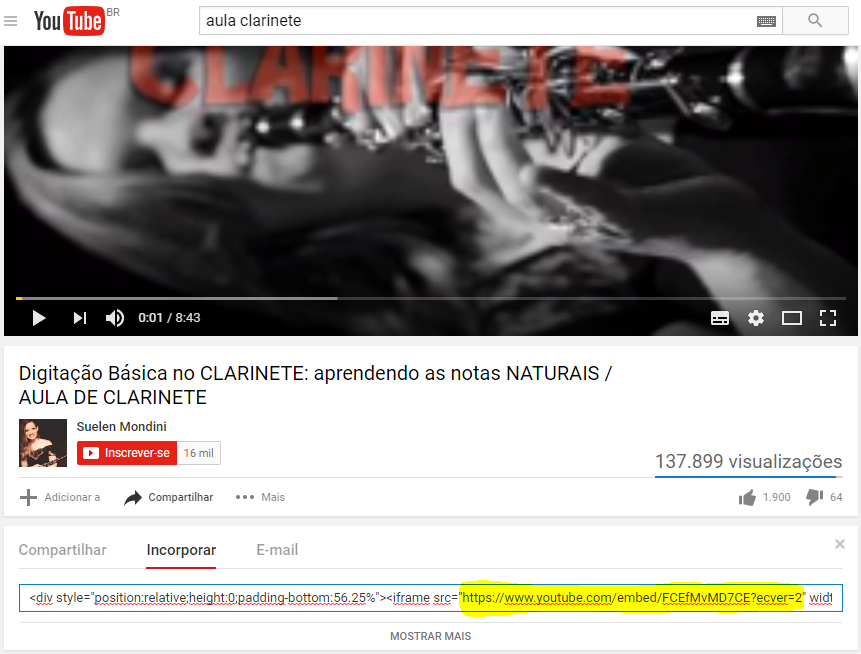 YouTube BR
aula clarinete
CLARINETE
0:01 / 8:43
Digitação Básica no CLARINETE: aprendendo as notas NATURAIS /
AULA DE CLARINETE
Suelen Mondini
Inscrever-se 16 mil
137.899 visualizações
Adicionar a Compartilhar Mais 1.900 64
Compartilhar Incorporar E-mail
<div style="position:relative;height:0;padding-bottom:56.25%"><iframe src="https://www.youtube.com/embed/FCEfMvMD7CE?ecver=2" widt
MOSTRAR MAIS